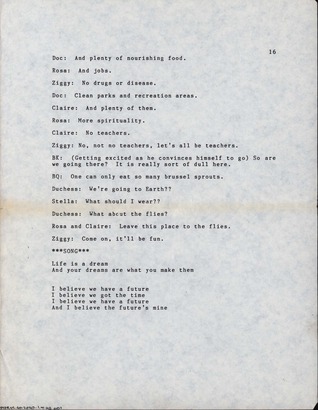 16
Doc: And plenty of nourishing food.
Rosa: And jobs.
Ziggy: No drugs or disease.
Doc: Clean parks and recreation areas.
Claire: And plenty of them.
Rosa: More spirituality.
Claire: No teachers.
Ziggy: No, not no teachers, let's all be teachers.
BK: (Getting excited as he convinces himself to go) So are
we going there? It is really sort of dull here.
BQ: One can only eat so many brussel sprouts.
Duchess: We're going to Earth??
Stella: What should I wear??
Duchess: What about the flies?
Rosa and Claire: Leave this place to the flies.
Ziggy: Come on, it'll be fun.
***SONG***
Life is a dream
And your dreams are what you make them
I believe we have a future
I believe we got the time
I believe we have a future
And I believe the future's mine